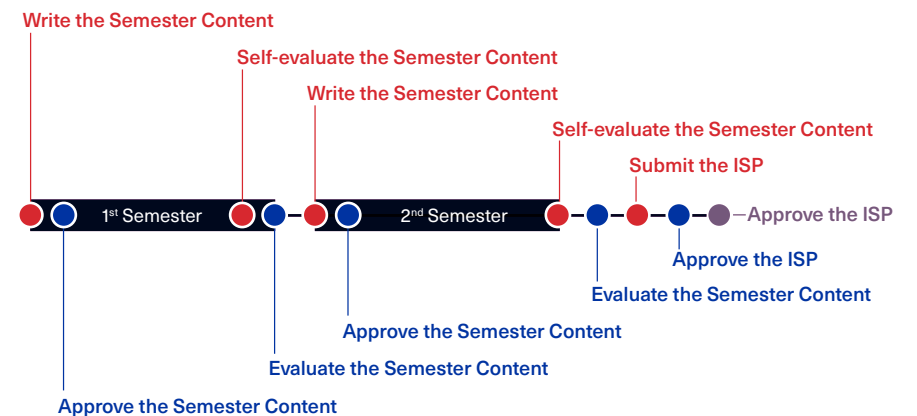 Write the Semester Content
Self-evaluate the Semester Content
Write the Semester Content
Self-evaluate the Semester Content
Submit the ISP
1st Semester
2nd Semester
Approve the ISP
Approve the ISP
Evaluate the Semester Content
Approve the Semester Content
Evaluate the Semester Content
Approve the Semester Content